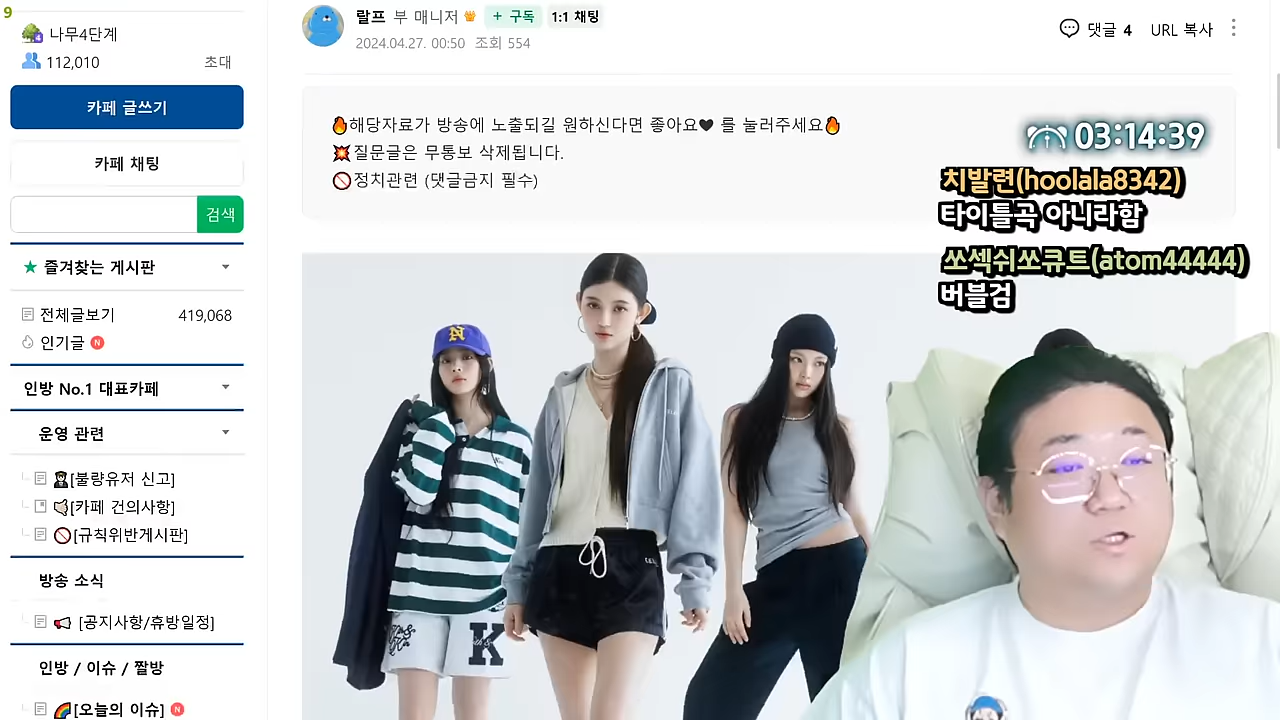 9
나무4단계
112,010 초대
카페 글쓰기
카페 채팅
검색
★ 즐겨찾는 게시판
전체글보기 419,068
인기글 N
인방 No.1 대표카페
운영 관련
[불량유저 신고]
[카페 건의사항]
[규칙위반게시판]
방송 소식
[공지사항/휴방일정]
인방 / 이슈 / 짤방
[오늘의 이슈] N
랄프 부 매니저 + 구독 1:1 채팅
2024.04.27. 00:50 조회 554
댓글 4 URL 복사
🔥해당자료가 방송에 노출되길 원하신다면 좋아요🖤 를 눌러주세요🔥
💥질문글은 무통보 삭제됩니다.
🚫정치관련 (댓글금지 필수)
03:14:39
치발련(hoolala8342)
타이틀곡 아니라함
쏘섹쉬쏘큐트(atom44444)
버블검
N
K